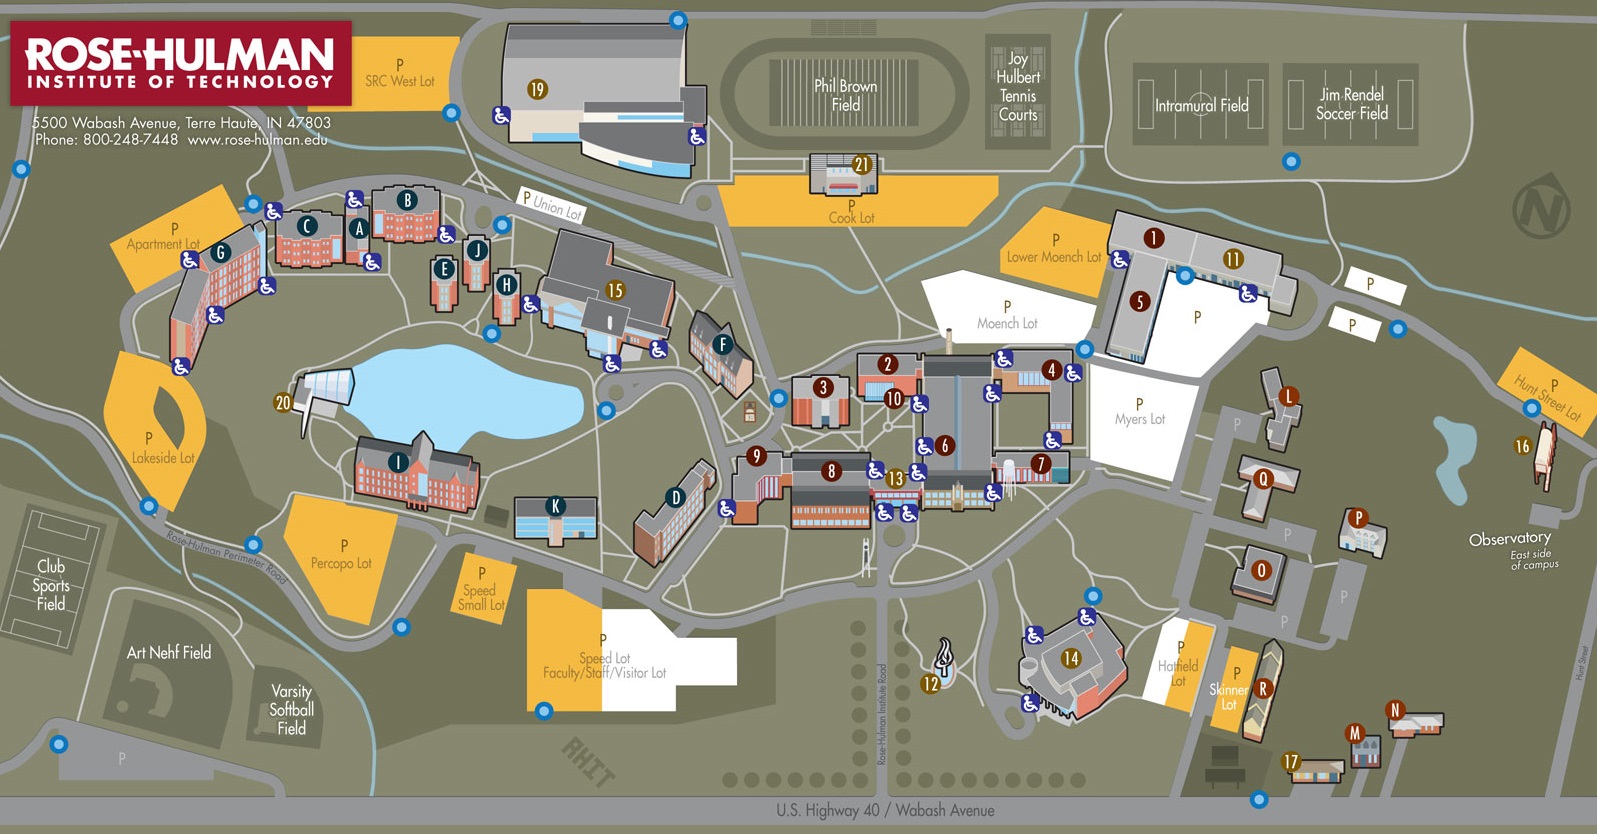 ROSE-HULMAN
INSTITUTE OF TECHNOLOGY
5500 Wabash Avenue, Terre Haute, IN 47803
Phone: 800-248-7448 www.rose-hulman.edu
P
SRC West Lot
19
Phil Brown
Field
Joy
Hulbert
Tennis
Courts
Intramural Field
Jim Rendel
Soccer Field
21
P
Cook Lot
P Union Lot
P
Apartment Lot
G
C
A
B
J
E
H
15
F
P
Lower Moench Lot
1
11
5
P
P
P
N
P
Moench Lot
2
3
10
4
6
7
9
8
13
P
Myers Lot
L
P
Hunt Street Lot
16
Q
P
P
O
P
P
P
Observatory
East side
of campus
20
P
Lakeside Lot
I
K
D
Rose-Hulman Perimeter Road
P
Percopo Lot
P
Speed
Small Lot
Club
Sports
Field
Art Nehf Field
Varsity
Softball
Field
P
P
Speed Lot
Faculty/Staff/Visitor Lot
RHIT
Rose-Hulman Institute Road
12
14
P
Hatfield
Lot
P
Skinner
Lot
R
N
M
17
Hunt Street
U.S. Highway 40 / Wabash Avenue